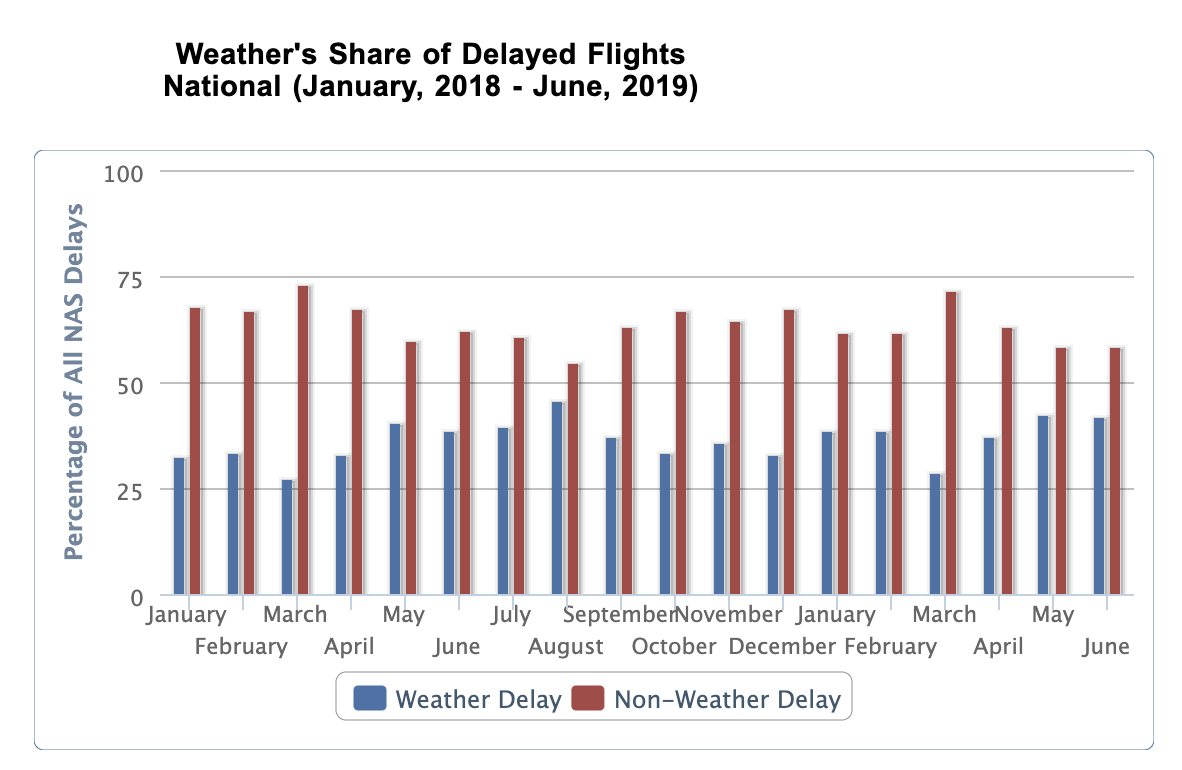 Weather's Share of Delayed Flights
National (January, 2018 - June, 2019)
Percentage of All NAS Delays
100
75
50
25
0
January March May July September November January March May
February April June August October December February April June
Weather Delay Non-Weather Delay